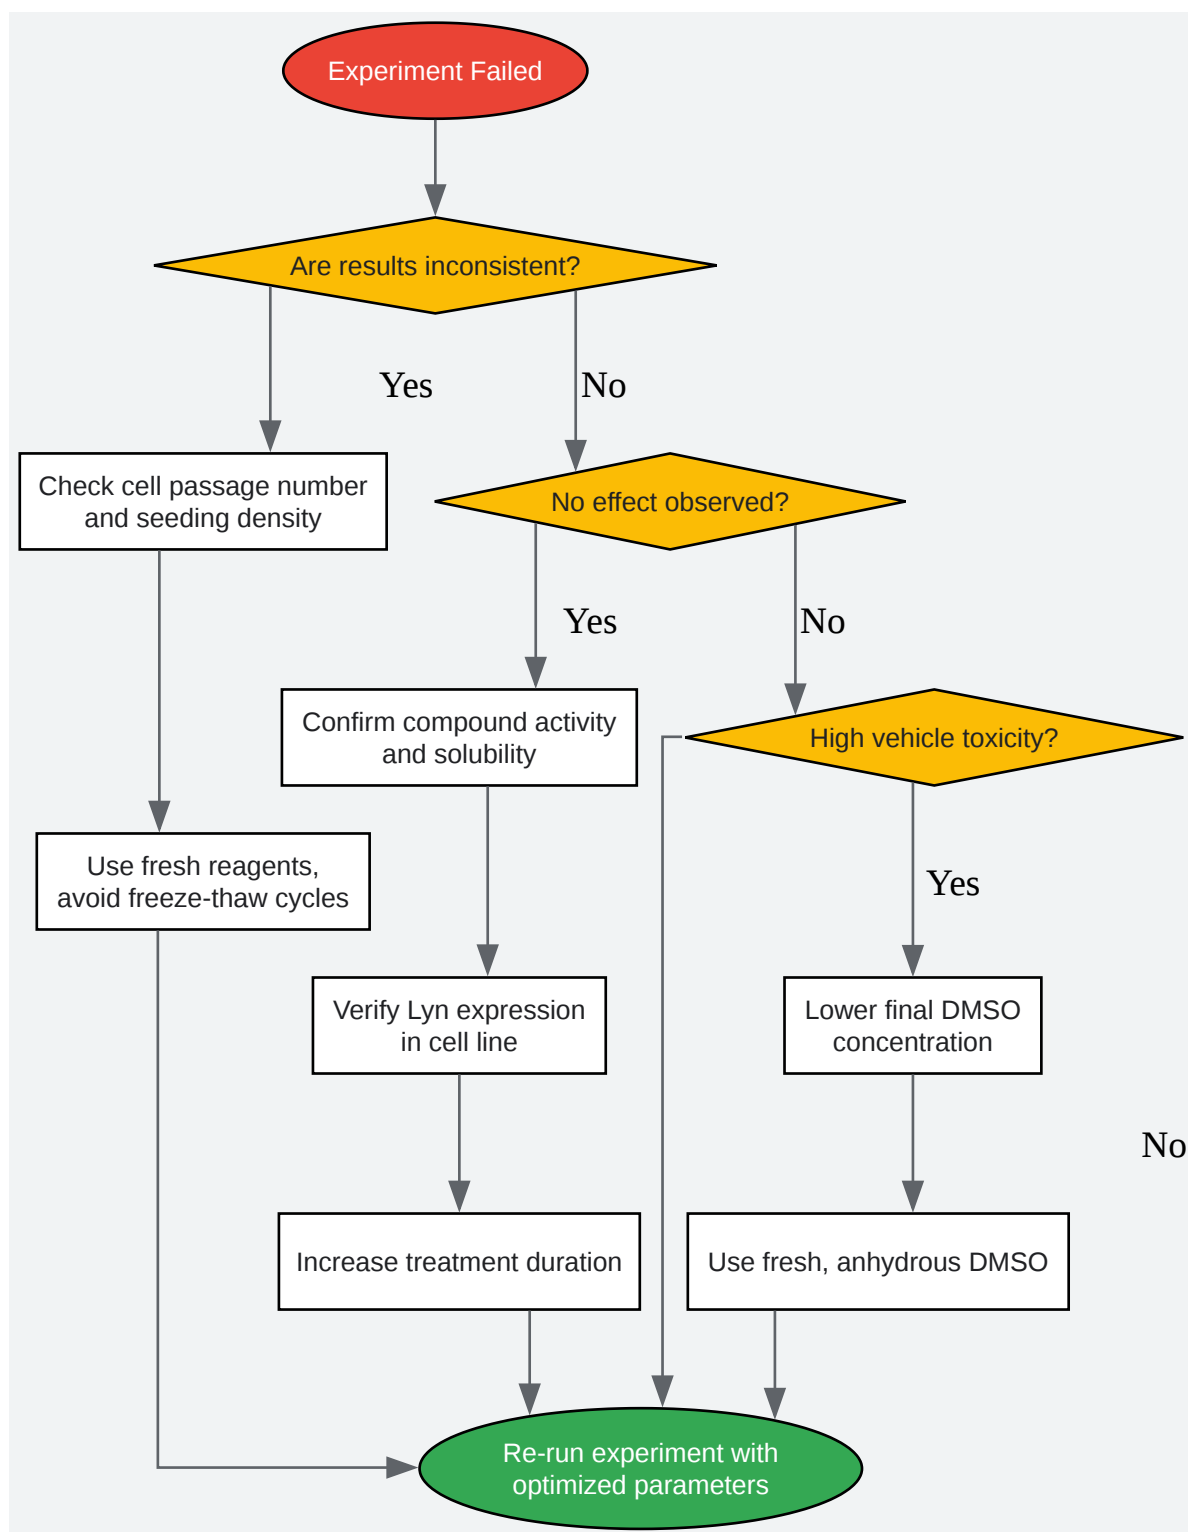 Experiment Failed
Are results inconsistent?
Yes
No
Check cell passage number
and seeding density
No effect observed?
Yes
No
Confirm compound activity
and solubility
High vehicle toxicity?
Use fresh reagents,
avoid freeze-thaw cycles
Yes
Verify Lyn expression
in cell line
Lower final DMSO
concentration
No
Increase treatment duration
Use fresh, anhydrous DMSO
Re-run experiment with
optimized parameters